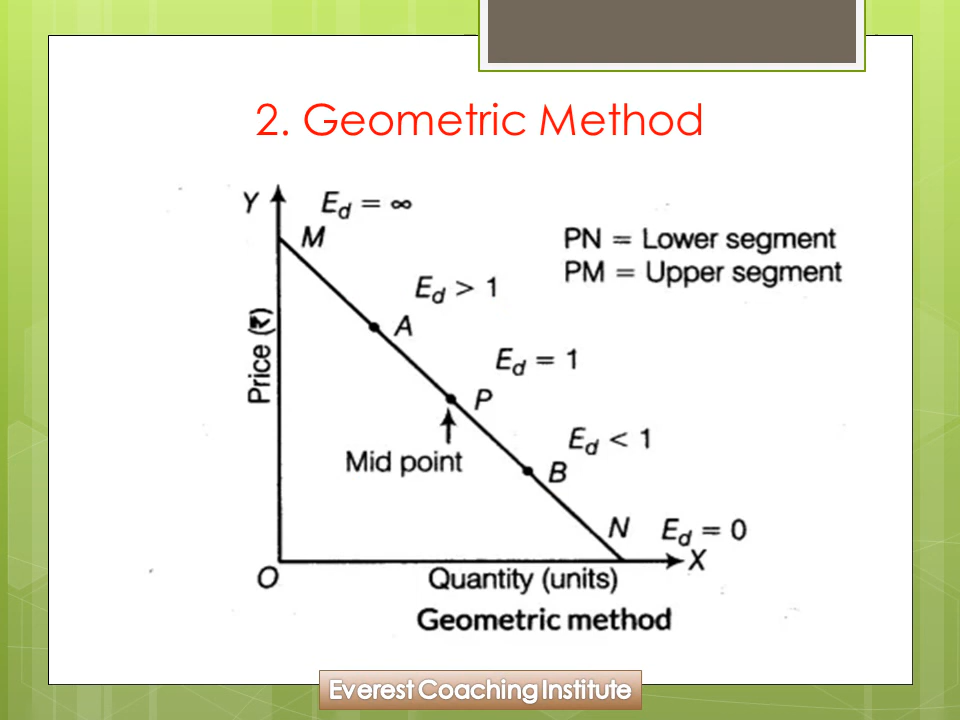 2. Geometric Method
Y
E_d = ∞
M
PN = Lower segment
PM = Upper segment
E_d > 1
A
Price (₹)
E_d = 1
P
Mid point
E_d < 1
B
N
E_d = 0
X
O
Quantity (units)
Geometric method
Everest Coaching Institute